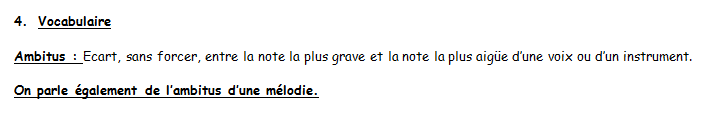 4. Vocabulaire
Ambitus : Ecart, sans forcer, entre la note la plus grave et la note la plus aigüe d'une voix ou d'un instrument.
On parle également de l'ambitus d'une mélodie.